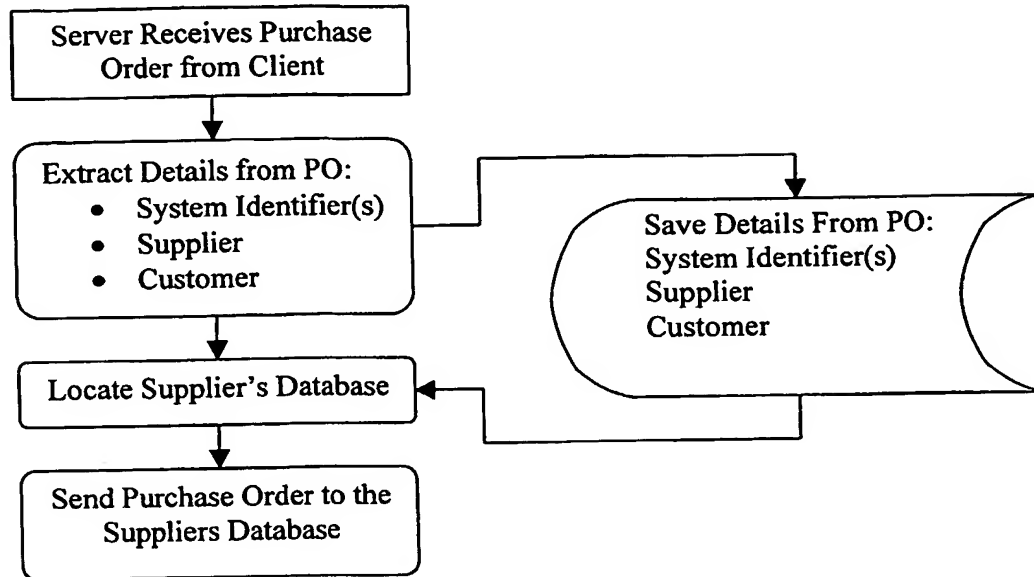 Server Receives Purchase
Order from Client
Extract Details from PO:
• System Identifier(s)
• Supplier
• Customer
Save Details From PO:
System Identifier(s)
Supplier
Customer
Locate Supplier's Database
Send Purchase Order to the
Suppliers Database